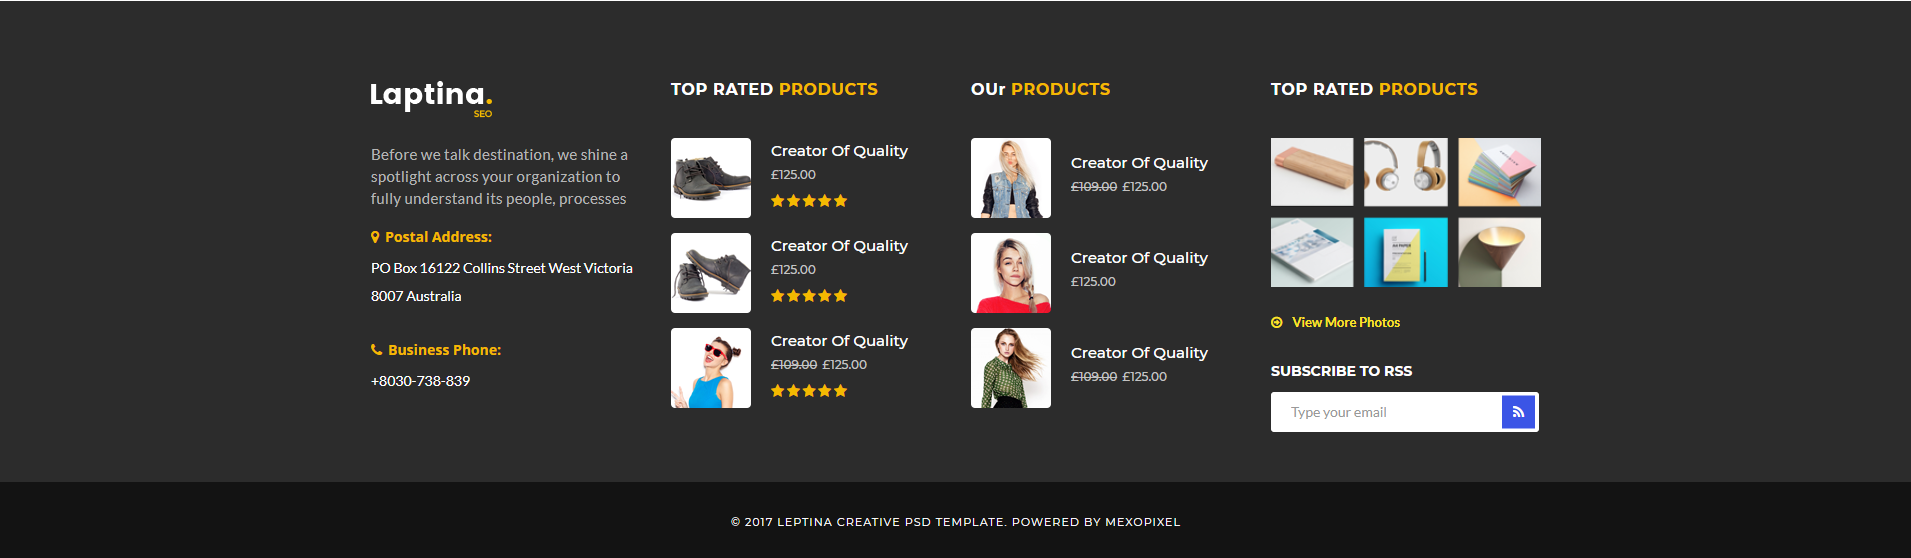 Laptina.
SEO
Before we talk destination, we shine a
spotlight across your organization to
fully understand its people, processes
Postal Address:
PO Box 16122 Collins Street West Victoria
8007 Australia
Business Phone:
+8030-738-839
TOP RATED PRODUCTS
Creator Of Quality
£125.00
Creator Of Quality
£125.00
Creator Of Quality
£109.00 £125.00
OUr PRODUCTS
Creator Of Quality
£109.00 £125.00
Creator Of Quality
£125.00
Creator Of Quality
£109.00 £125.00
TOP RATED PRODUCTS
View More Photos
SUBSCRIBE TO RSS
Type your email
© 2017 LEPTINA CREATIVE PSD TEMPLATE. POWERED BY MEXOPIXEL